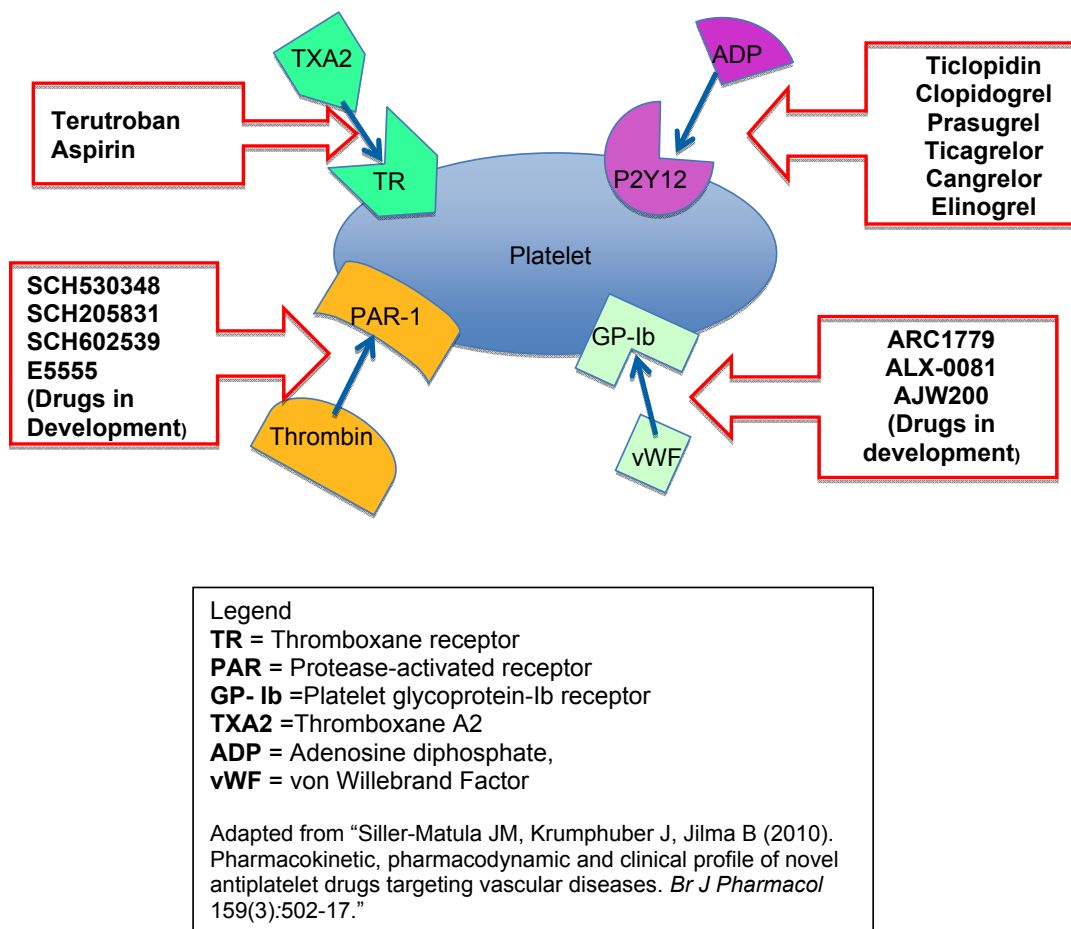 TXA2
ADP
Terutroban
Aspirin
Ticlopidin
Clopidogrel
Prasugrel
Ticagrelor
Cangrelor
Elinogrel
TR
P2Y12
Platelet
SCH530348
SCH205831
SCH602539
E5555
(Drugs in
Development)
PAR-1
GP-Ib
ARC1779
ALX-0081
AJW200
(Drugs in
development)
Thrombin
vWF
Legend
TR = Thromboxane receptor
PAR = Protease-activated receptor
GP- Ib =Platelet glycoprotein-Ib receptor
TXA2 =Thromboxane A2
ADP = Adenosine diphosphate,
vWF = von Willebrand Factor
Adapted from “Siller-Matula JM, Krumphuber J, Jilma B (2010).
Pharmacokinetic, pharmacodynamic and clinical profile of novel
antiplatelet drugs targeting vascular diseases. Br J Pharmacol
159(3):502-17.”